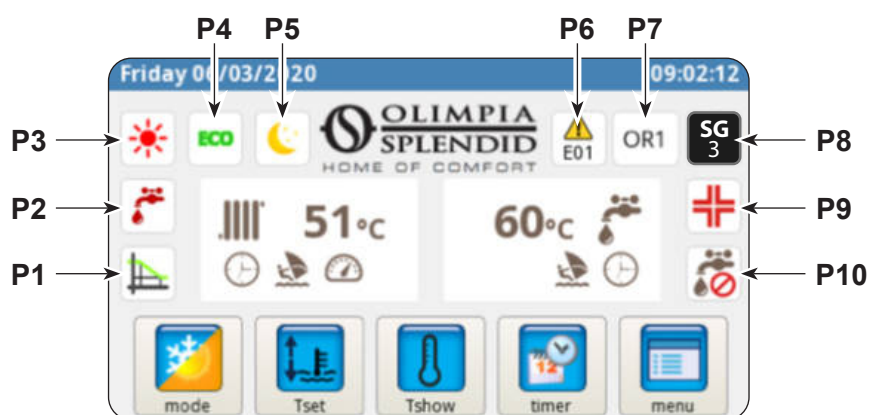 P4 P5 P6 P7
Friday 06/03/2020 09:02:12
P3 ECO OLIMPIA SPLENDID E01 OR1 SG 3 P8
HOME OF COMFORT
P2 51°C 60°C P9
P1 P10
12
mode Tset Tshow timer menu